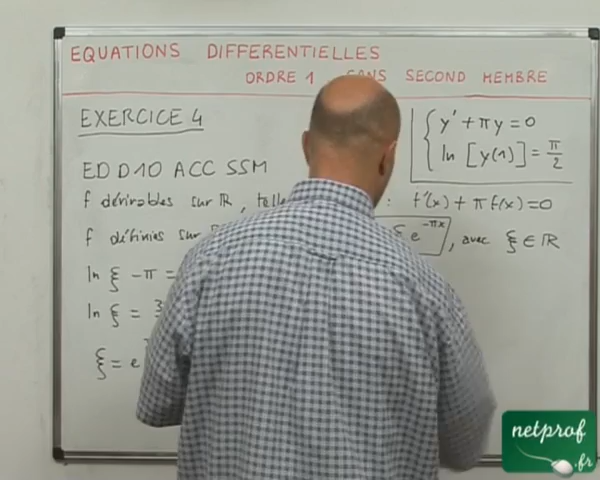 EQUATIONS DIFFERENTIELLES
ORDRE 1 SANS SECOND MEMBRE
EXERCICE 4
y' + πy = 0
ln [y(1)] = π/2
ED D10 ACC SSM
f dérivables sur ℝ, telle : f'(x) + π f(x) = 0
f définies sur e^{-πx}, avec ξ ∈ ℝ
ln ξ - π =
ln ξ = 3
ξ = e
netprof
.fr